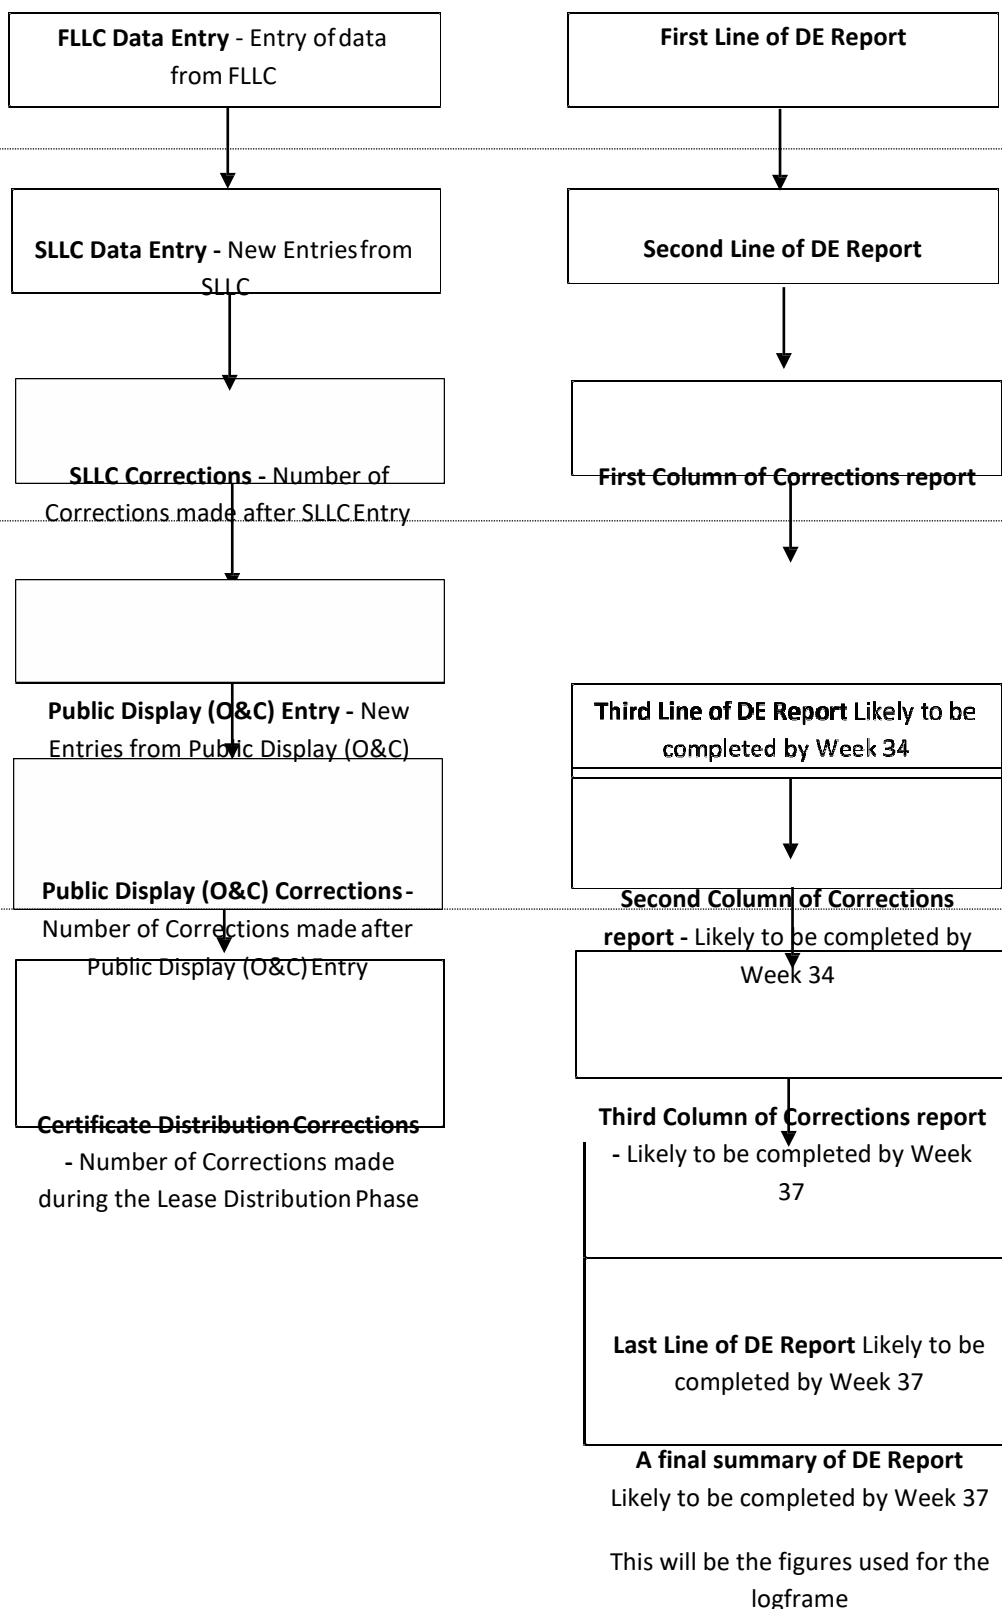 FLLC Data Entry - Entry of data
from FLLC
First Line of DE Report
SLLC Data Entry - New Entries from
SLLC
Second Line of DE Report
SLLC Corrections - Number of
Corrections made after SLLC Entry
First Column of Corrections report
Public Display (O&C) Entry - New
Entries from Public Display (O&C)
Third Line of DE Report Likely to be
completed by Week 34
Public Display (O&C) Corrections -
Number of Corrections made after
Public Display (O&C) Entry
Second Column of Corrections
report - Likely to be completed by
Week 34
Certificate Distribution Corrections
- Number of Corrections made
during the Lease Distribution Phase
Third Column of Corrections report
- Likely to be completed by Week
37
Last Line of DE Report Likely to be
completed by Week 37
A final summary of DE Report
Likely to be completed by Week 37
This will be the figures used for the
logframe